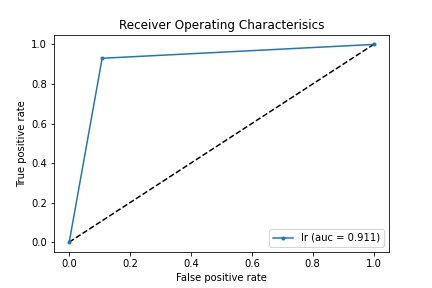 Receiver Operating Characterisics
1.0
0.8
0.6
0.4
0.2
0.0
True positive rate
lr (auc = 0.911)
0.0 0.2 0.4 0.6 0.8 1.0
False positive rate